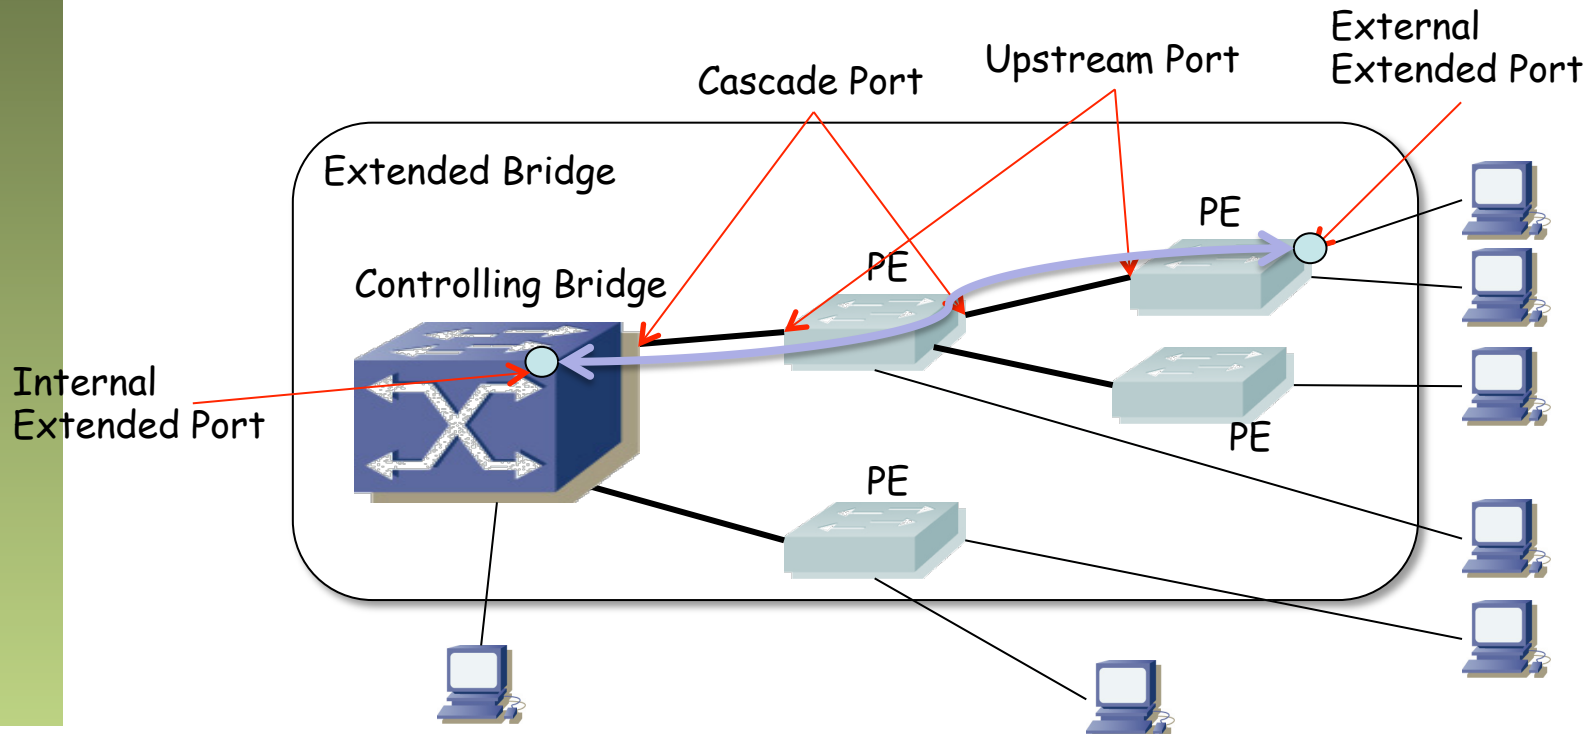 External
Extended Port
Upstream Port
Cascade Port
Extended Bridge
PE
PE
Controlling Bridge
Internal
Extended Port
PE
PE